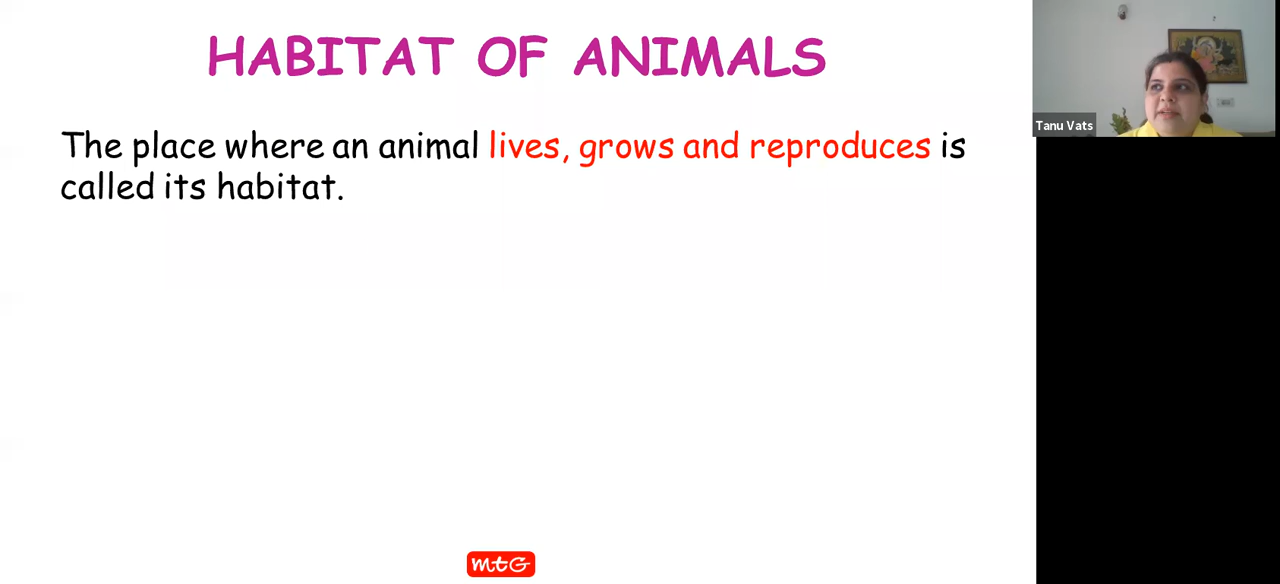 HABITAT OF ANIMALS
The place where an animal lives, grows and reproduces is
called its habitat.
Tanu Vats
mtG